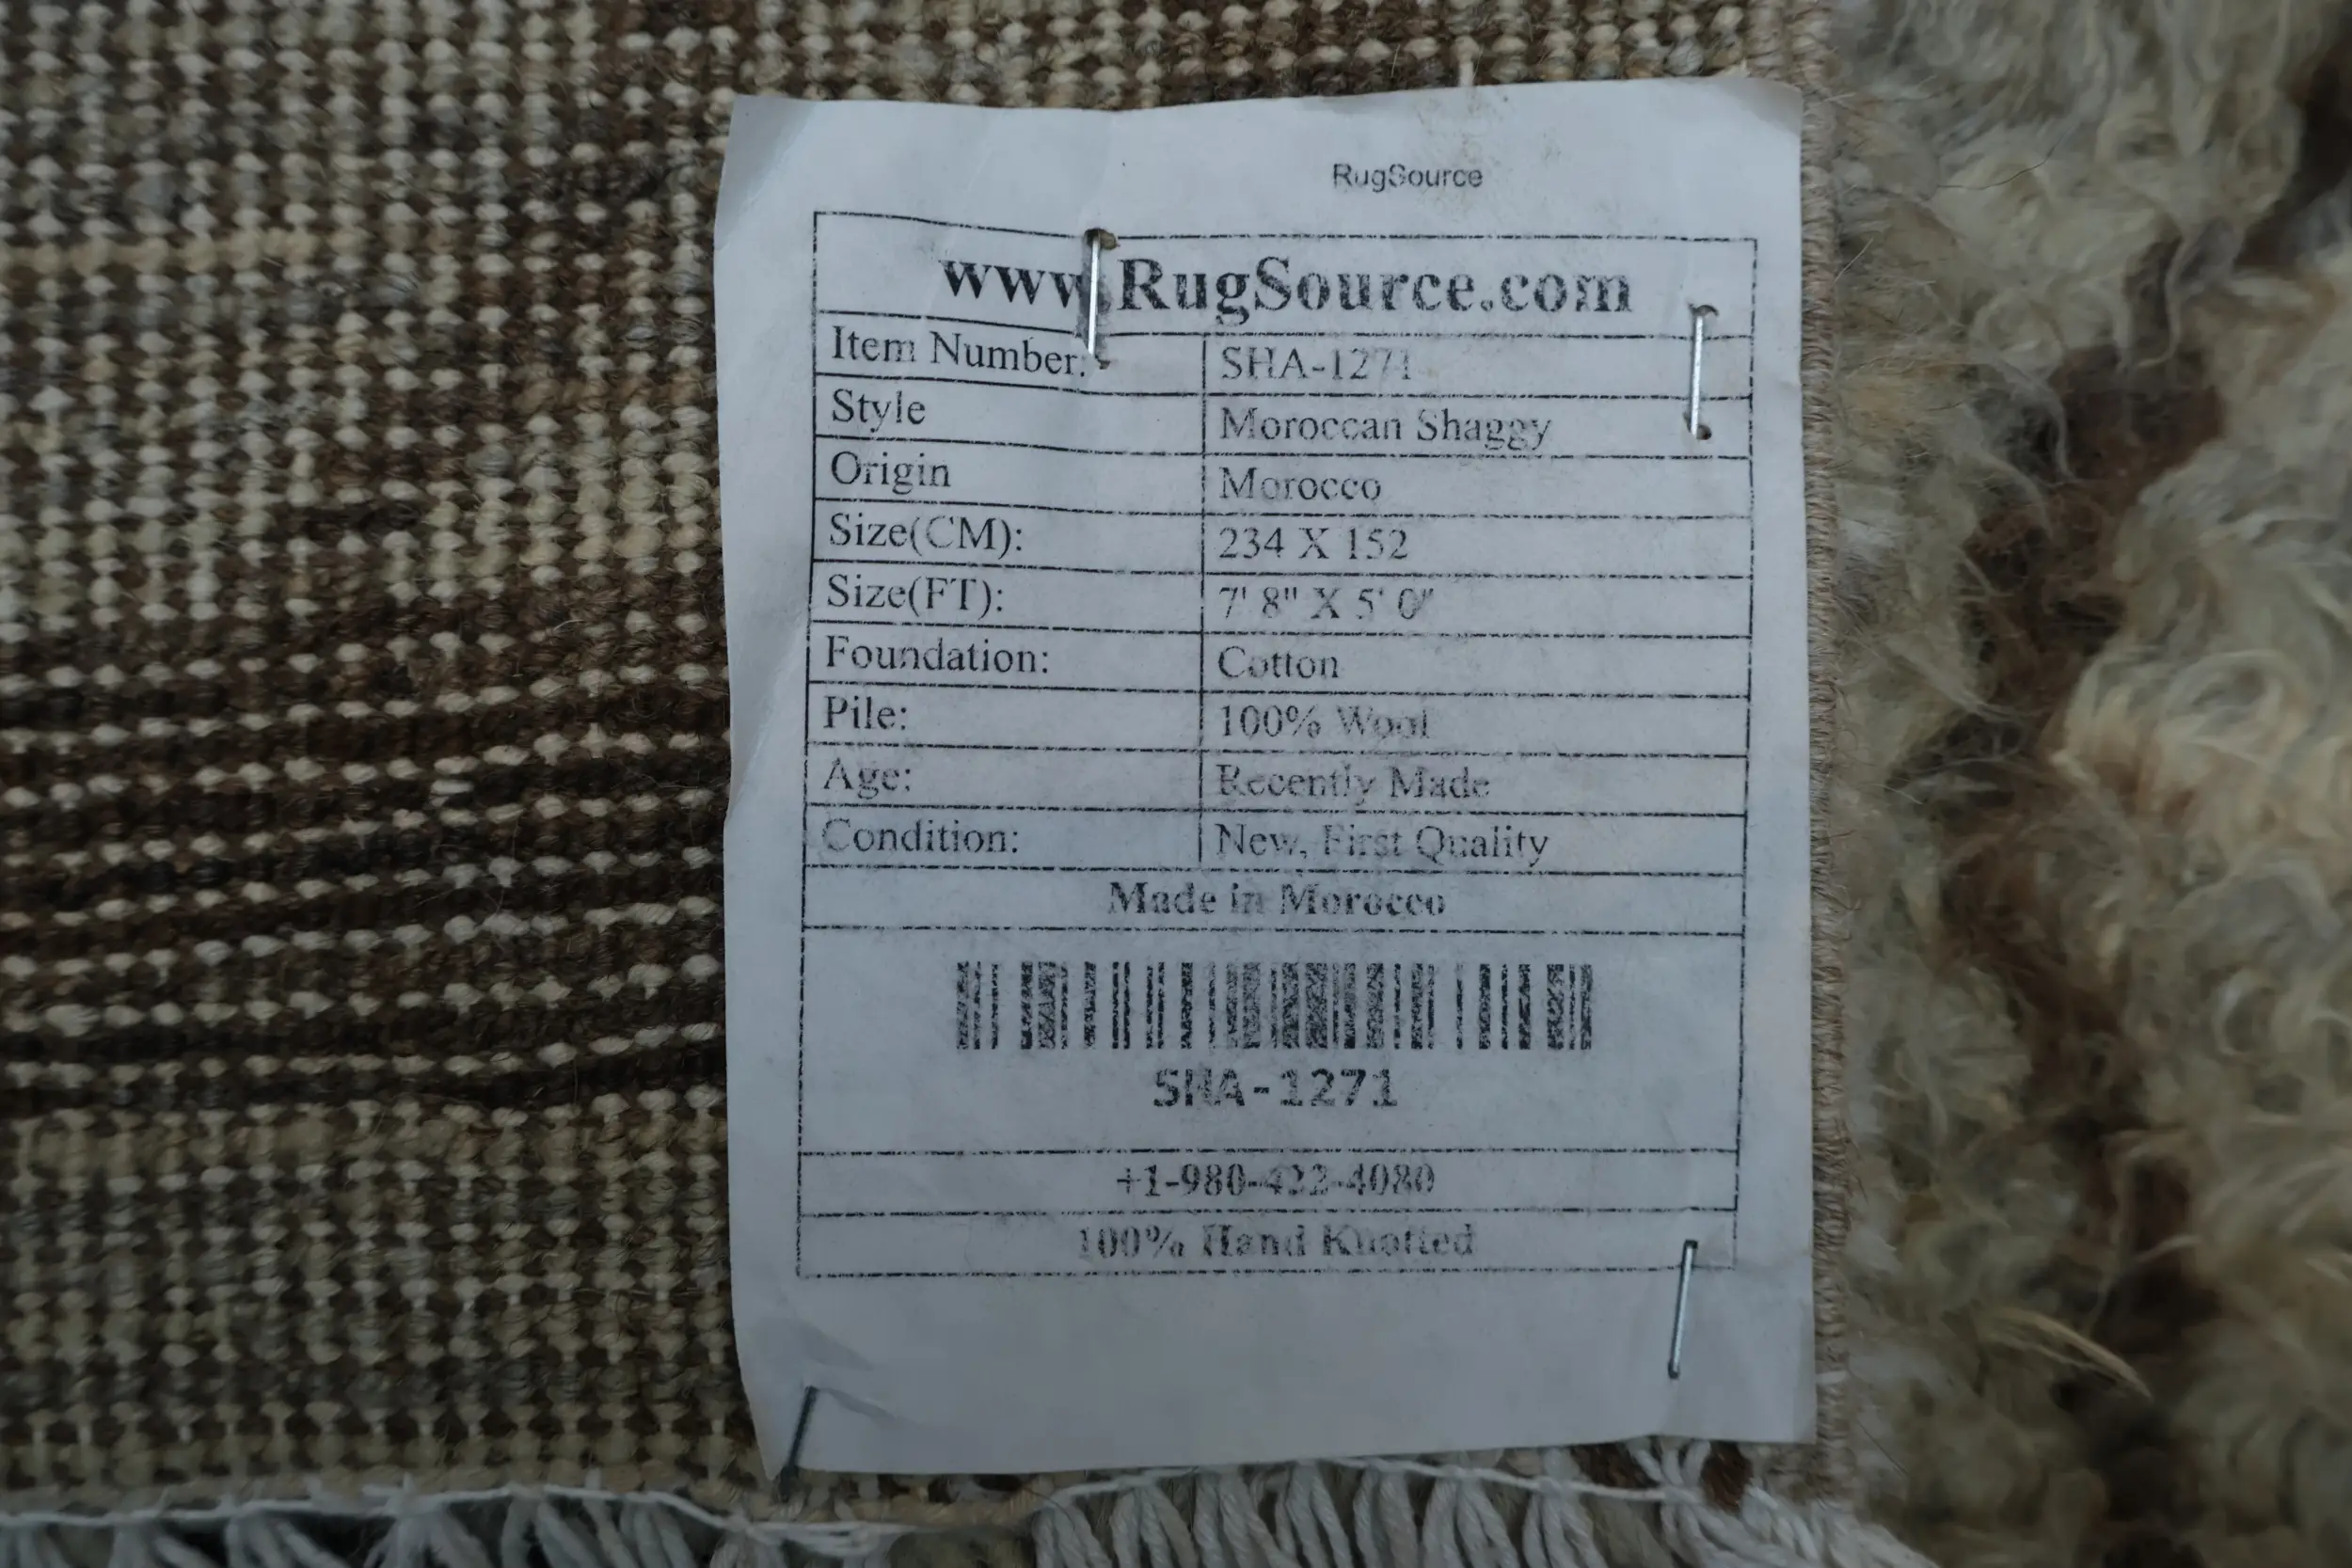 RugSource
www.RugSource.com
Item Number: SHA-1271
Style Moroccan Shaggy
Origin Morocco
Size(CM): 234 X 152
Size(FT): 7' 8" X 5' 0"
Foundation: Cotton
Pile: 100% Wool
Age: Recently Made
Condition: New, First Quality
Made in Morocco
SHA-1271
+1-980-422-4080
100% Hand Knotted